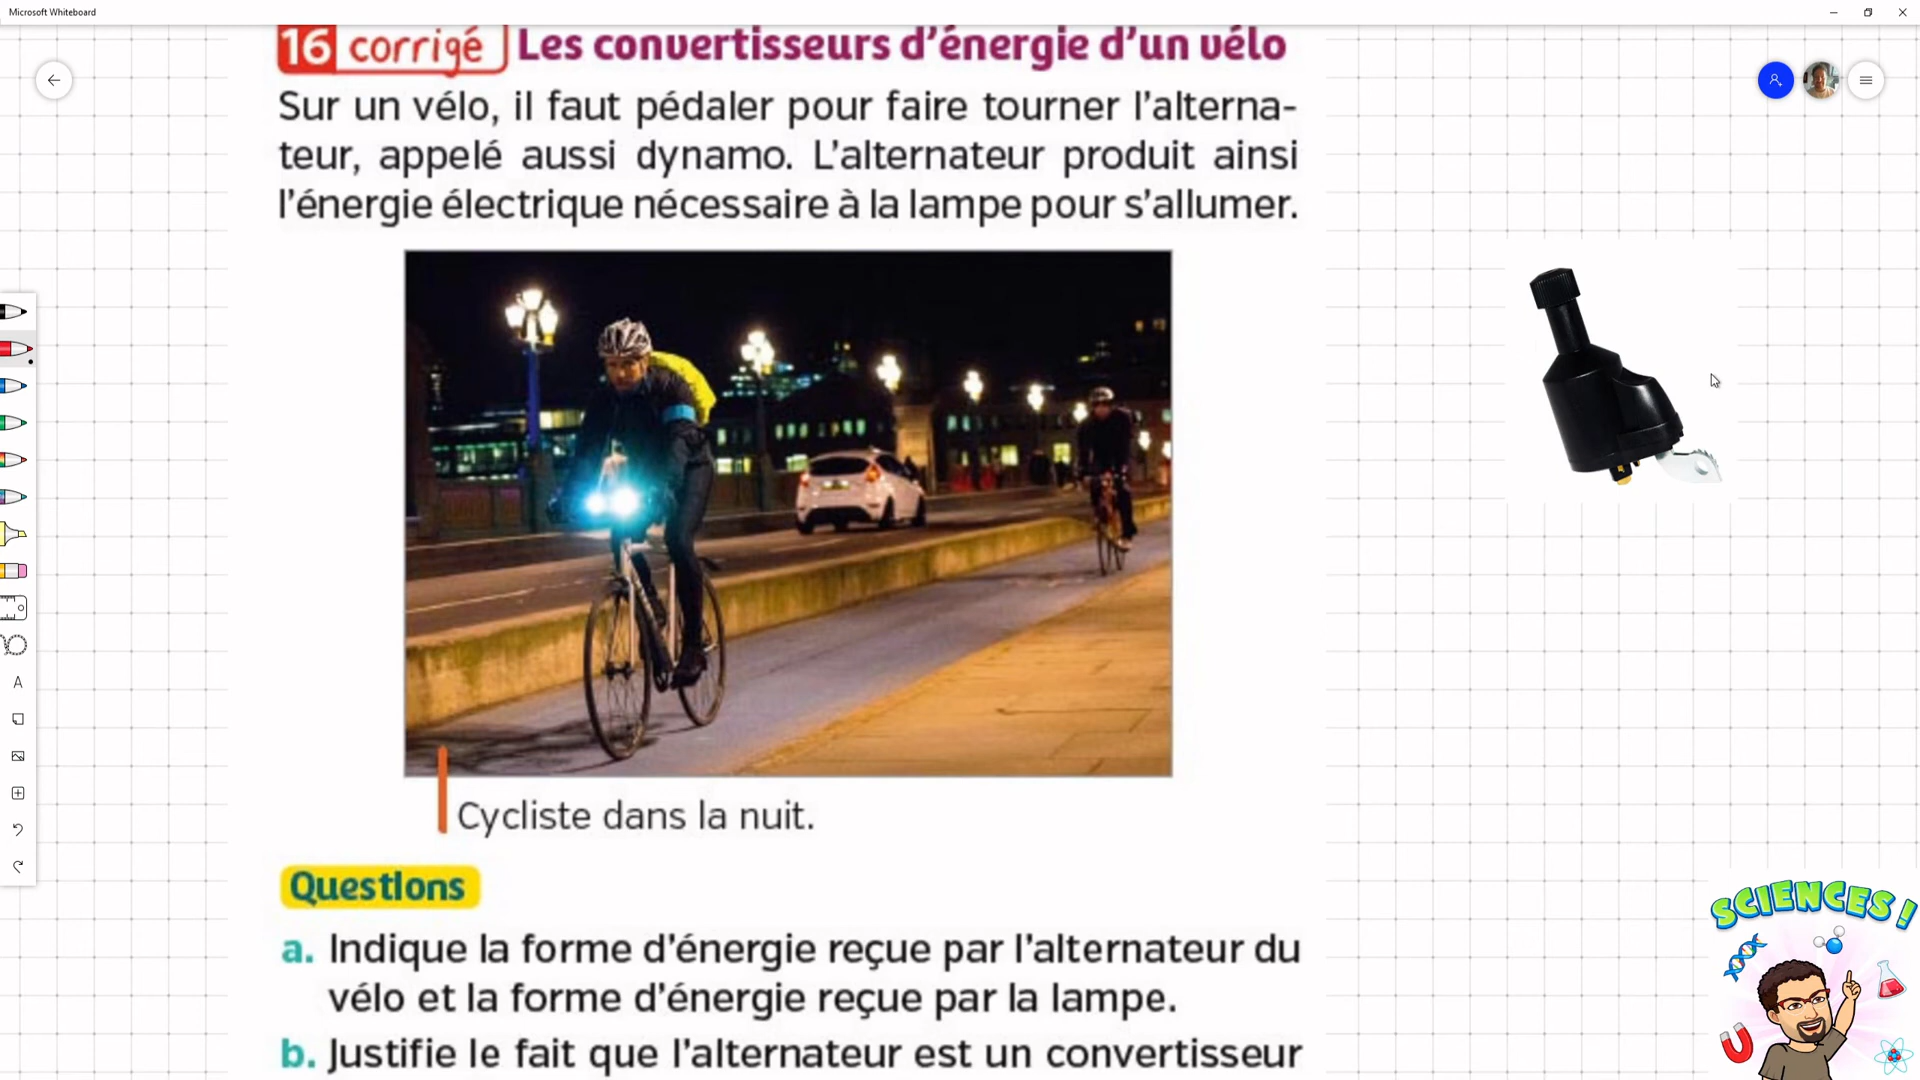 Microsoft Whiteboard
16 corrigé Les convertisseurs d'énergie d'un vélo
Sur un vélo, il faut pédaler pour faire tourner l'alterna-
teur, appelé aussi dynamo. L'alternateur produit ainsi
l'énergie électrique nécessaire à la lampe pour s'allumer.
Cycliste dans la nuit.
Questions
a. Indique la forme d'énergie reçue par l'alternateur du
vélo et la forme d'énergie reçue par la lampe.
b. Justifie le fait que l'alternateur est un convertisseur
A
SCIENCES !